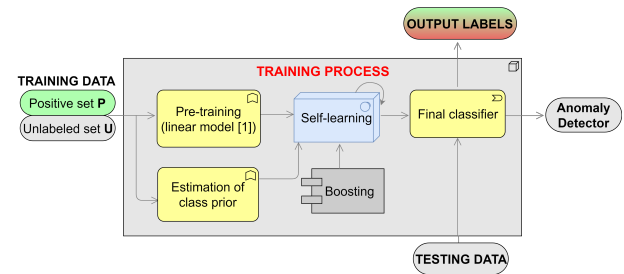 OUTPUT LABELS
TRAINING PROCESS
TRAINING DATA
Positive set P
Unlabeled set U
Pre-training
(linear model [1])
Self-learning
Final classifier
Anomaly
Detector
Estimation of
class prior
Boosting
TESTING DATA